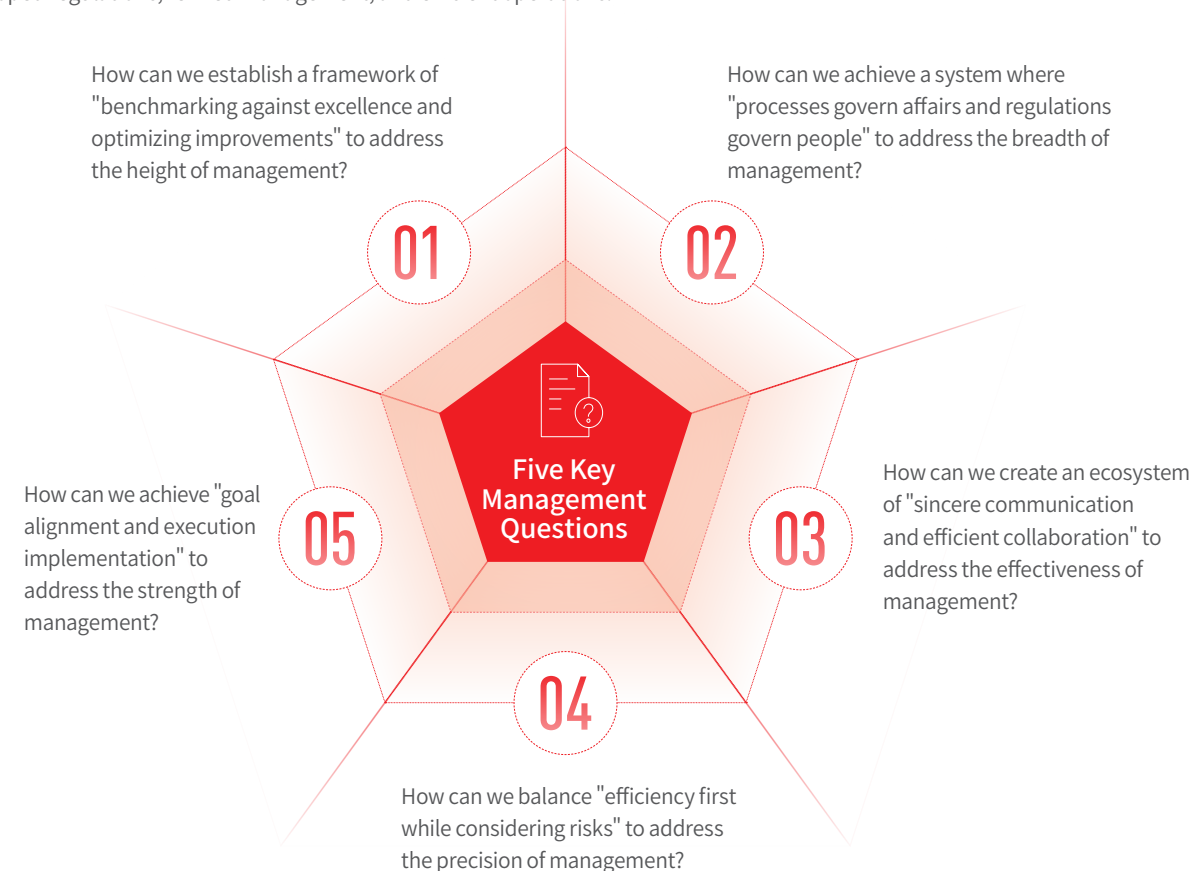 How can we establish a framework of
"benchmarking against excellence and
optimizing improvements" to address
the height of management?
01
How can we achieve a system where
"processes govern affairs and regulations
govern people" to address the breadth of
management?
02
Five Key
Management
Questions
How can we create an ecosystem
of "sincere communication
and efficient collaboration" to
address the effectiveness of
management?
03
How can we balance "efficiency first
while considering risks" to address
the precision of management?
04
How can we achieve "goal
alignment and execution
implementation" to
address the strength of
management?
05